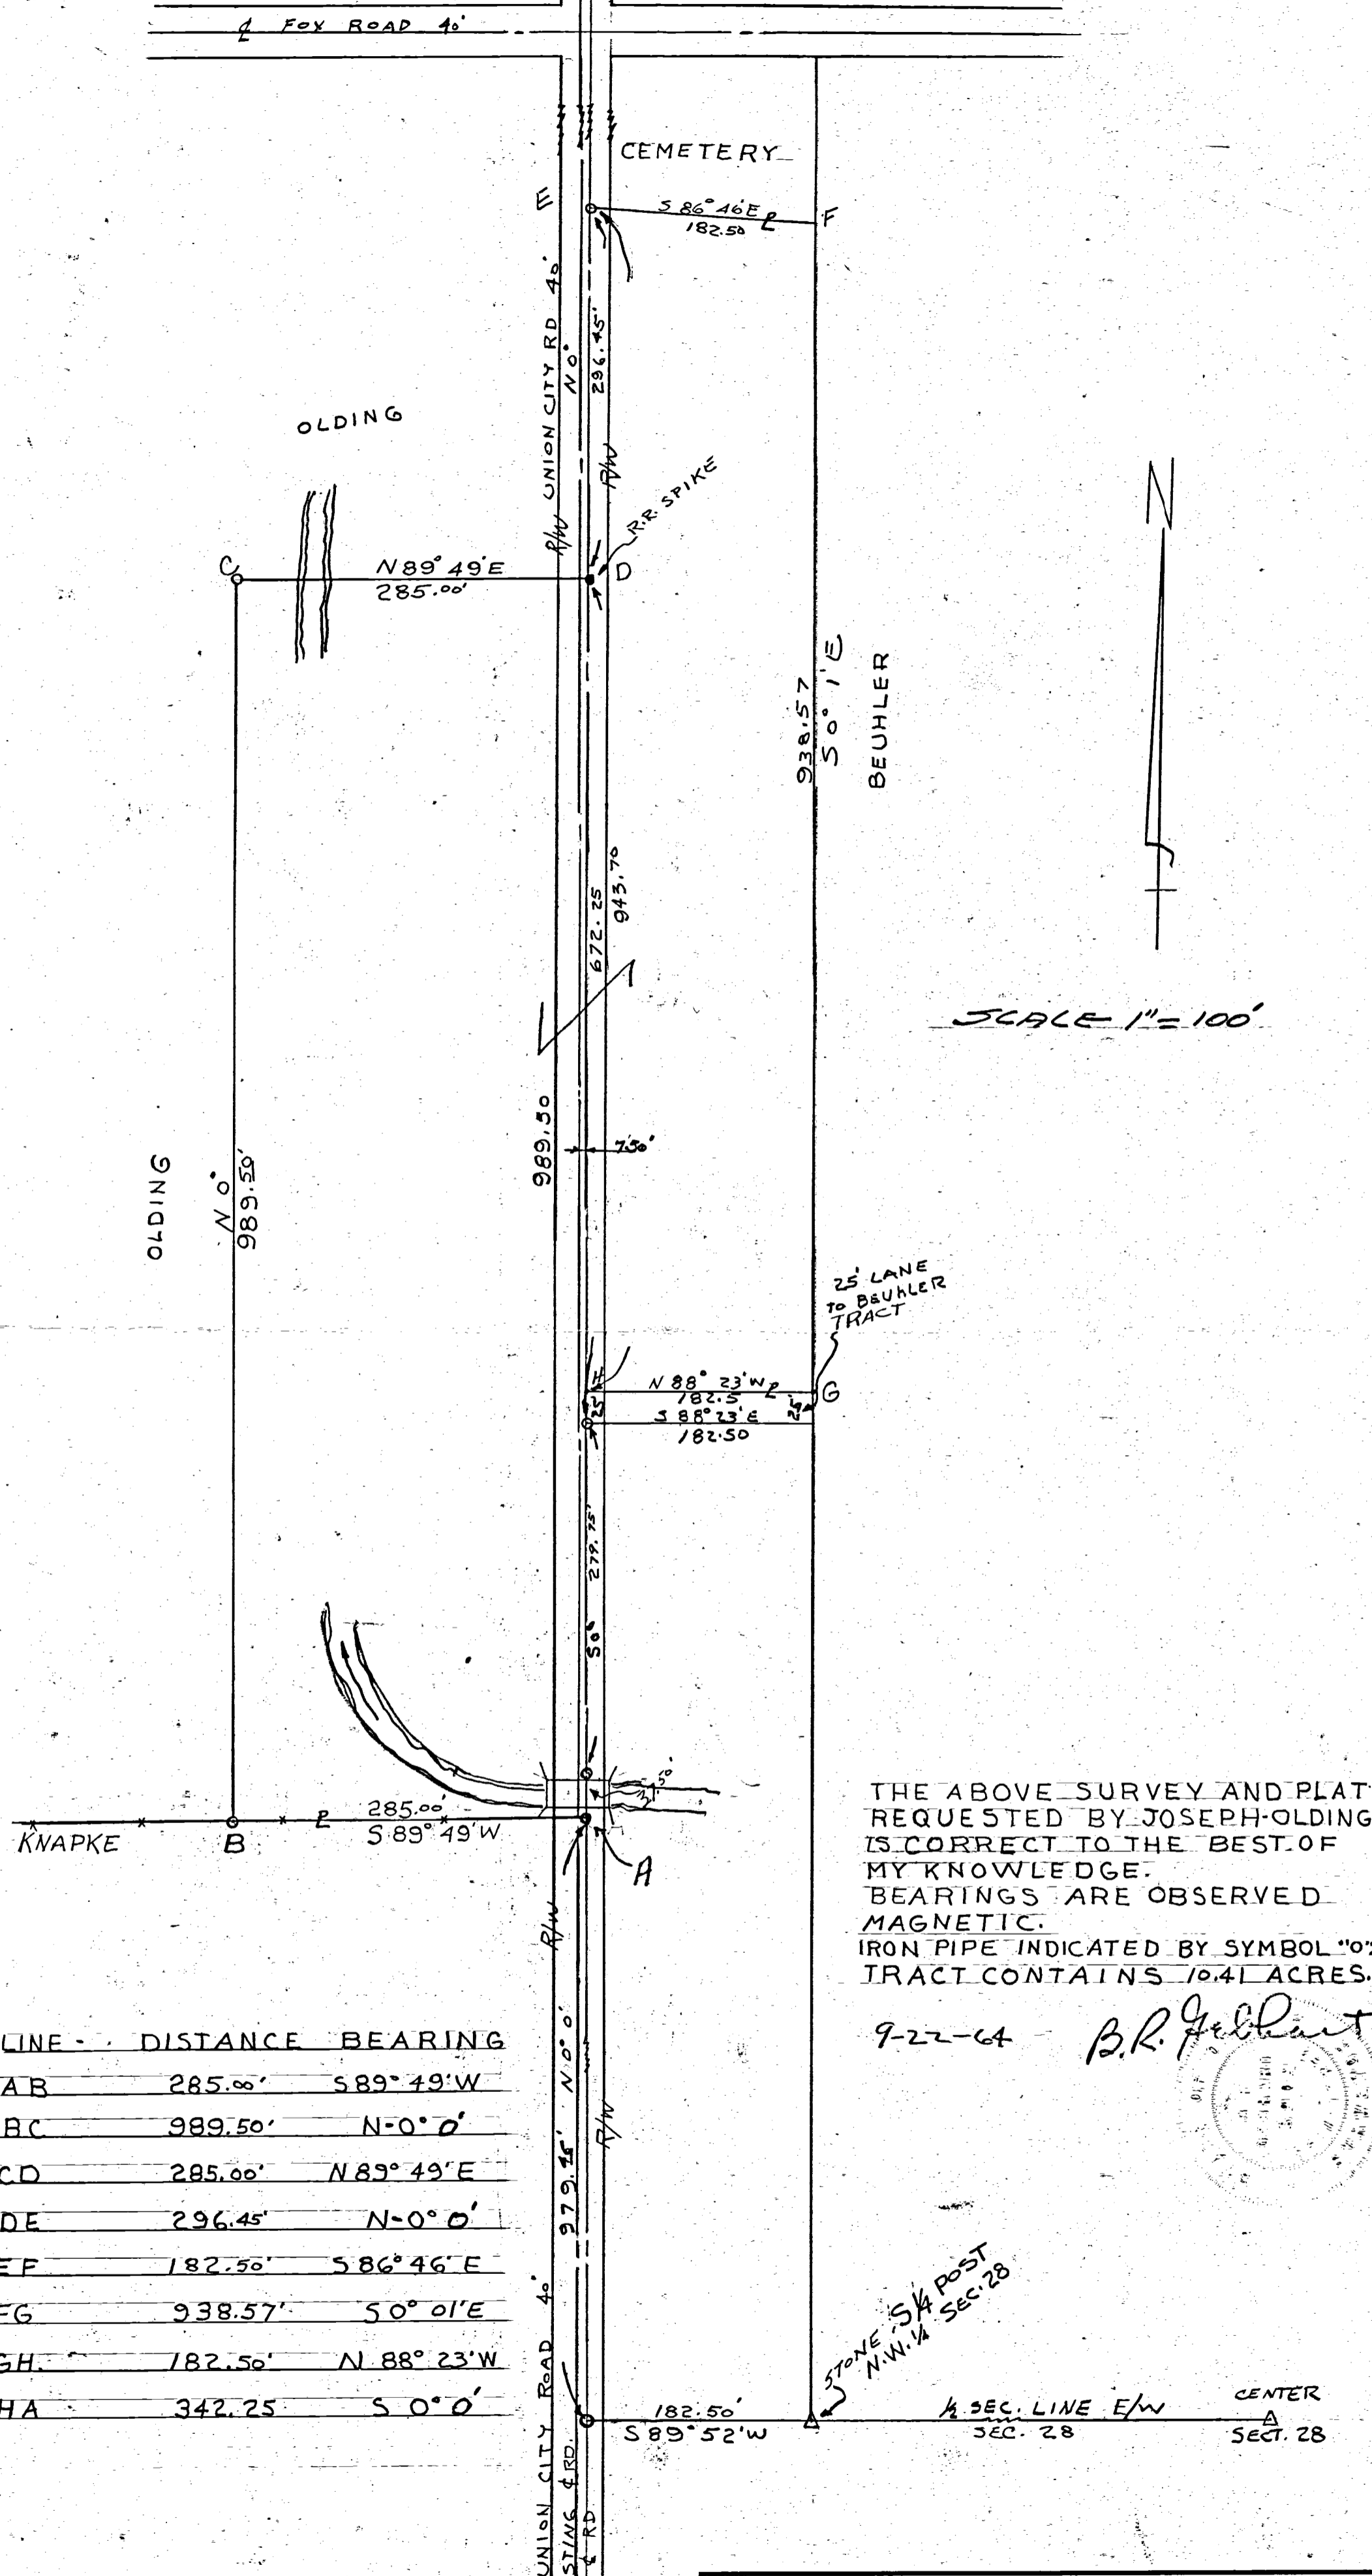 ℄ FOX ROAD 40'
CEMETERY
E
S 86° 46' E ⅊
182.50
F
UNION CITY RD 40'
N 0°
296.45'
R/W
R/W
OLDING
R.R. SPIKE
C
N 89° 49' E
285.00'
D
N
938.57
S 0° 1' E
BEUHLER
672.25
943.70
SCALE 1" = 100'
989.50
7.50'
OLDING
N 0°
989.50'
25' LANE
TO BEUHLER
TRACT
H
N 88° 23' W ⅊
182.5
G
25'
25'
S 88° 23' E
182.50
279.75'
50'
285.00'
S 89° 49' W
KNAPKE
B
⅊
A
THE ABOVE SURVEY AND PLAT
REQUESTED BY JOSEPH OLDING
IS CORRECT TO THE BEST OF
MY KNOWLEDGE.
BEARINGS ARE OBSERVED
MAGNETIC.
IRON PIPE INDICATED BY SYMBOL "O"
TRACT CONTAINS 10.41 ACRES.
9-22-64 B.R. Gebhart
R/W
N 0° 0'
R/W
LINE - DISTANCE BEARING
AB 285.00' S 89° 49' W
BC 989.50' N-0° 0'
CD 285.00' N 89° 49' E
DE 296.45' N-0° 0'
EF 182.50' S 86° 46' E
FG 938.57' S 0° 01' E
GH 182.50' N 88° 23' W
HA 342.25 S 0° 0'
STONE S¼ POST
N.W. ¼ SEC. 28
UNION CITY ROAD 40'
STING ℄ RD.
℄ RD
182.50'
S 89° 52' W
½ SEC. LINE E/W
SEC. 28
CENTER
SECT. 28